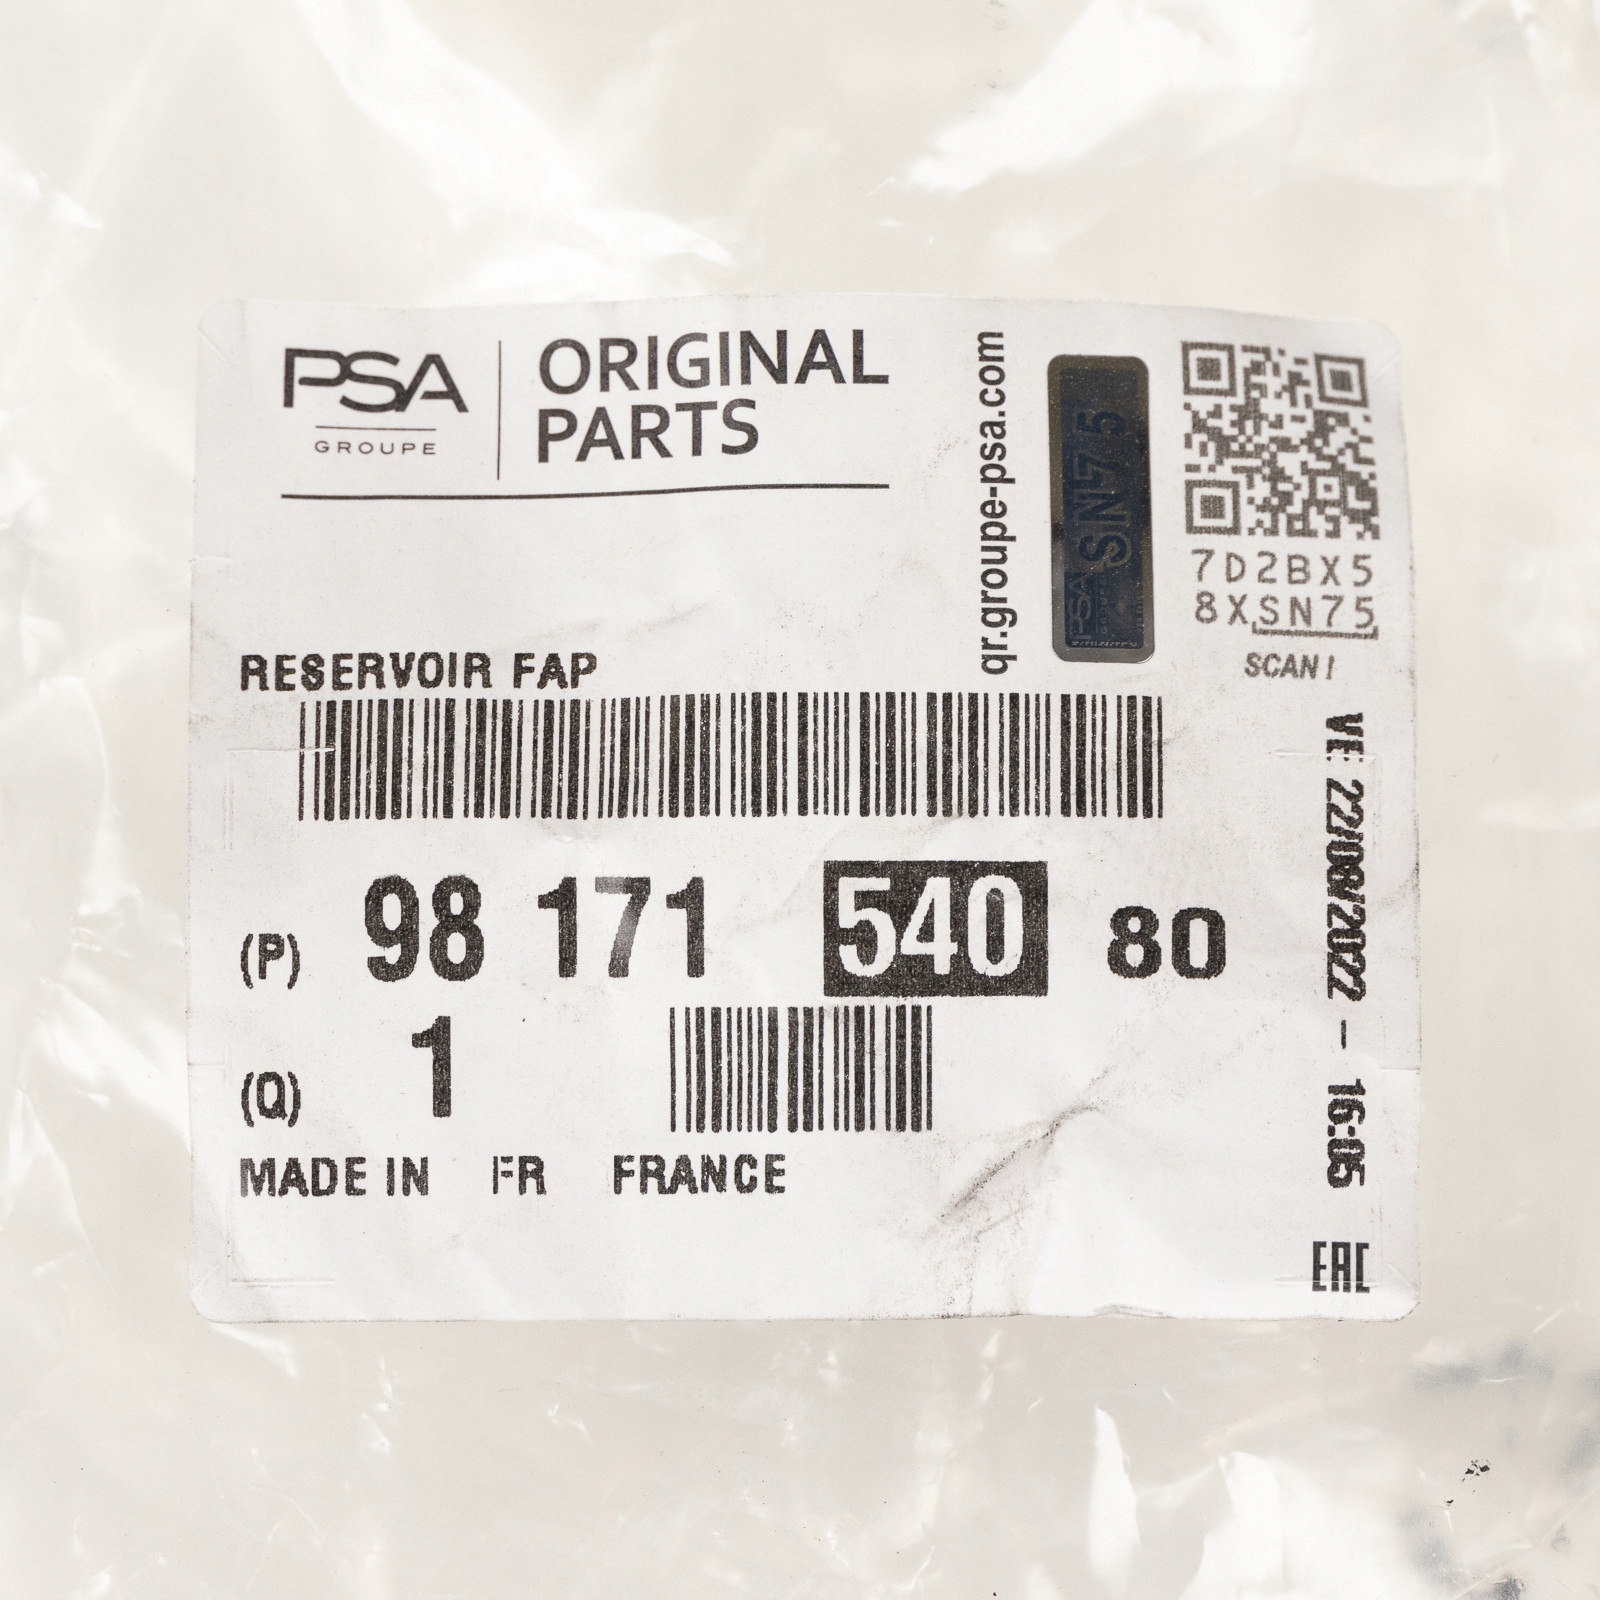 PSA
GROUPE
ORIGINAL
PARTS
qr.groupe-psa.com
PSA
GROUPE
SN75
7D2BX5
8XSN75
SCAN!
RESERVOIR FAP
(P) 98 171 540 80
(Q) 1
MADE IN FR FRANCE
VE 22/08/2022 - 16:05
EAC